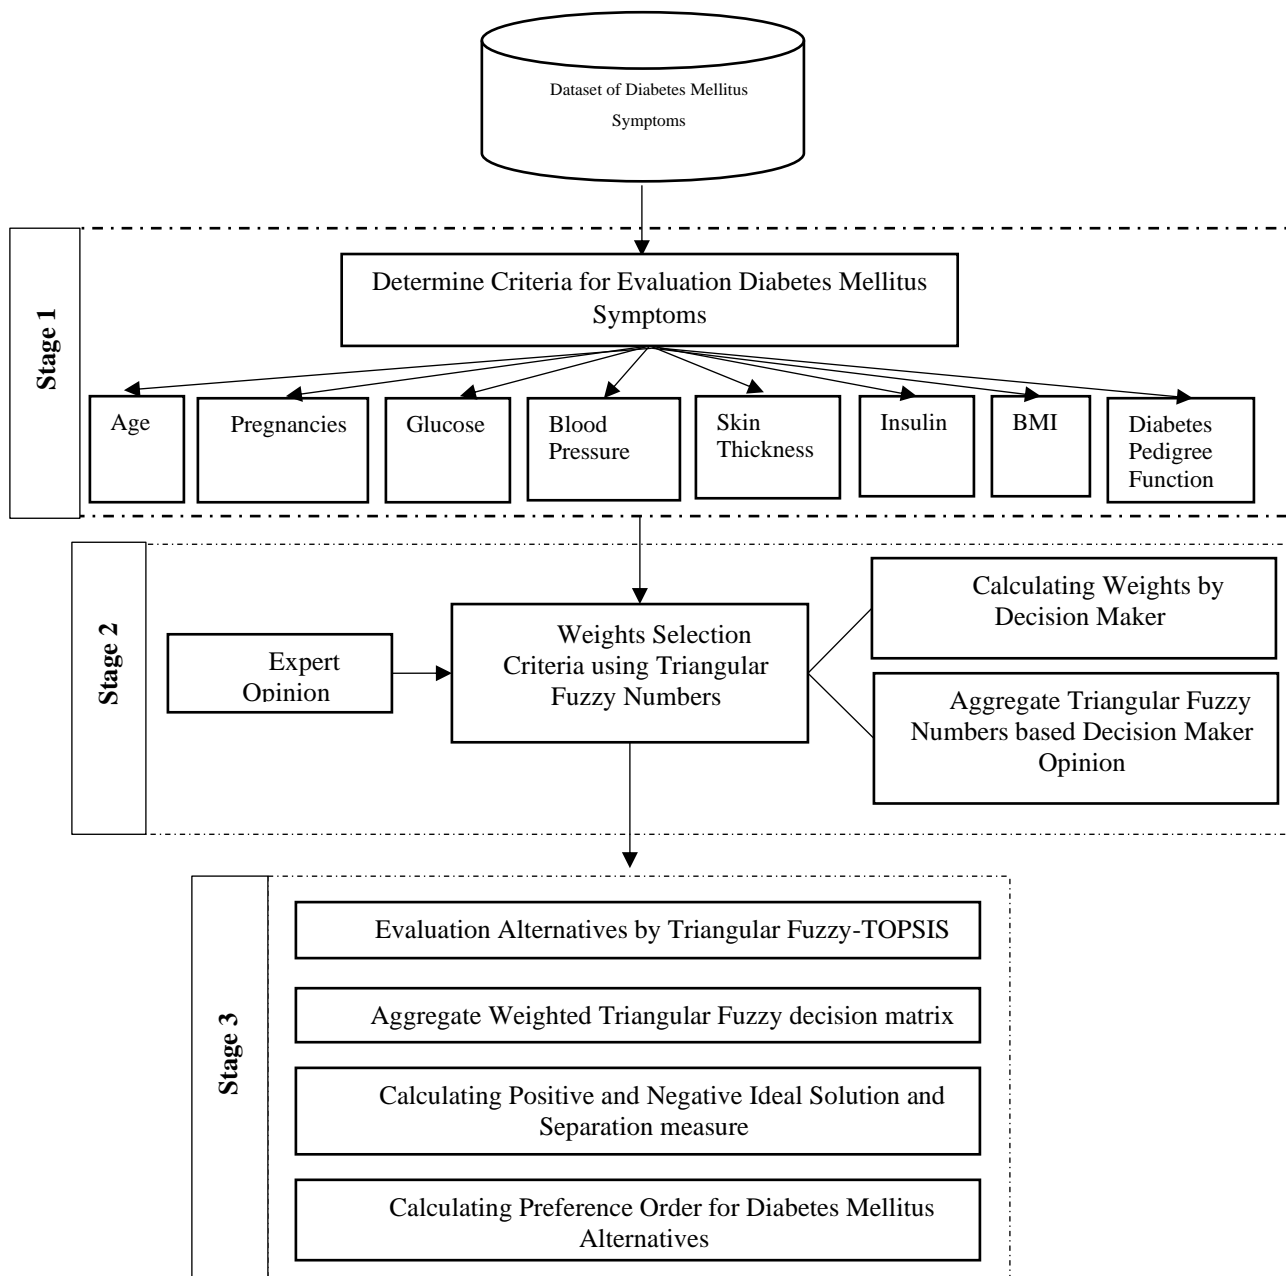 Dataset of Diabetes Mellitus
Symptoms
Stage 1
Determine Criteria for Evaluation Diabetes Mellitus
Symptoms
Age
Pregnancies
Glucose
Blood
Pressure
Skin
Thickness
Insulin
BMI
Diabetes
Pedigree
Function
Stage 2
Expert
Opinion
Weights Selection
Criteria using Triangular
Fuzzy Numbers
Calculating Weights by
Decision Maker
Aggregate Triangular Fuzzy
Numbers based Decision Maker
Opinion
Stage 3
Evaluation Alternatives by Triangular Fuzzy-TOPSIS
Aggregate Weighted Triangular Fuzzy decision matrix
Calculating Positive and Negative Ideal Solution and
Separation measure
Calculating Preference Order for Diabetes Mellitus
Alternatives